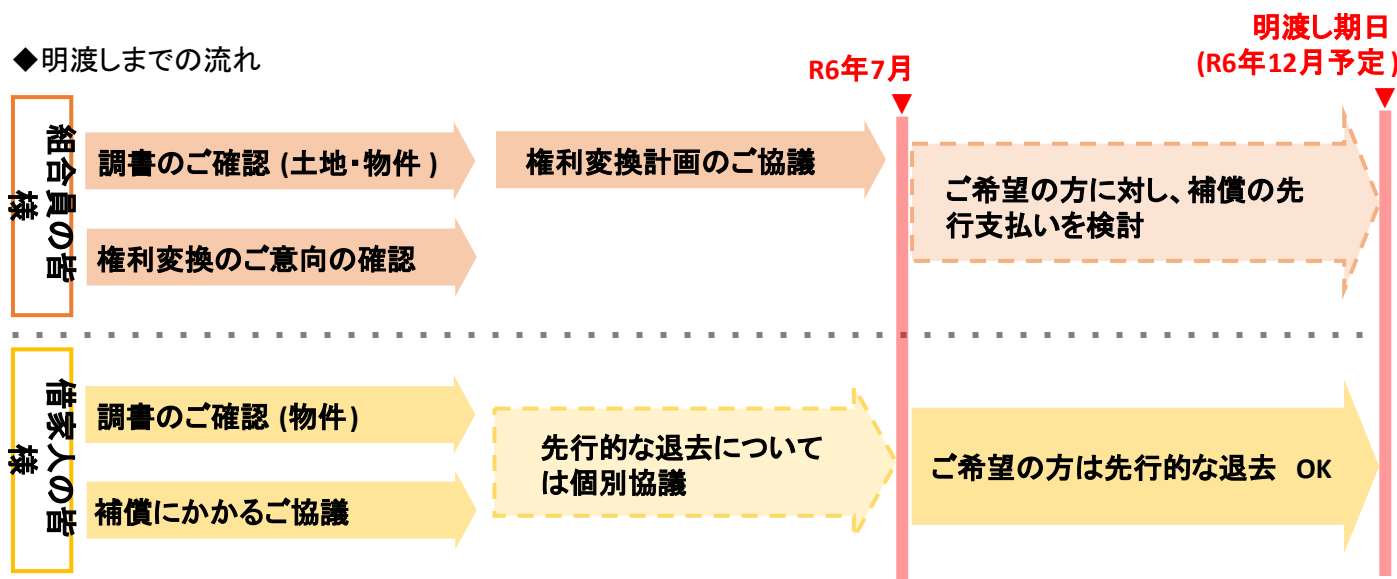 ◆明渡しまでの流れ
R6年7月
明渡し期日
(R6年12月予定)
組合員の皆
様
調書のご確認 (土地・物件 )
権利変換計画のご協議
ご希望の方に対し、補償の先
行支払いを検討
権利変換のご意向の確認
借家人の皆
様
調書のご確認 (物件)
先行的な退去について
は個別協議
ご希望の方は先行的な退去 OK
補償にかかるご協議